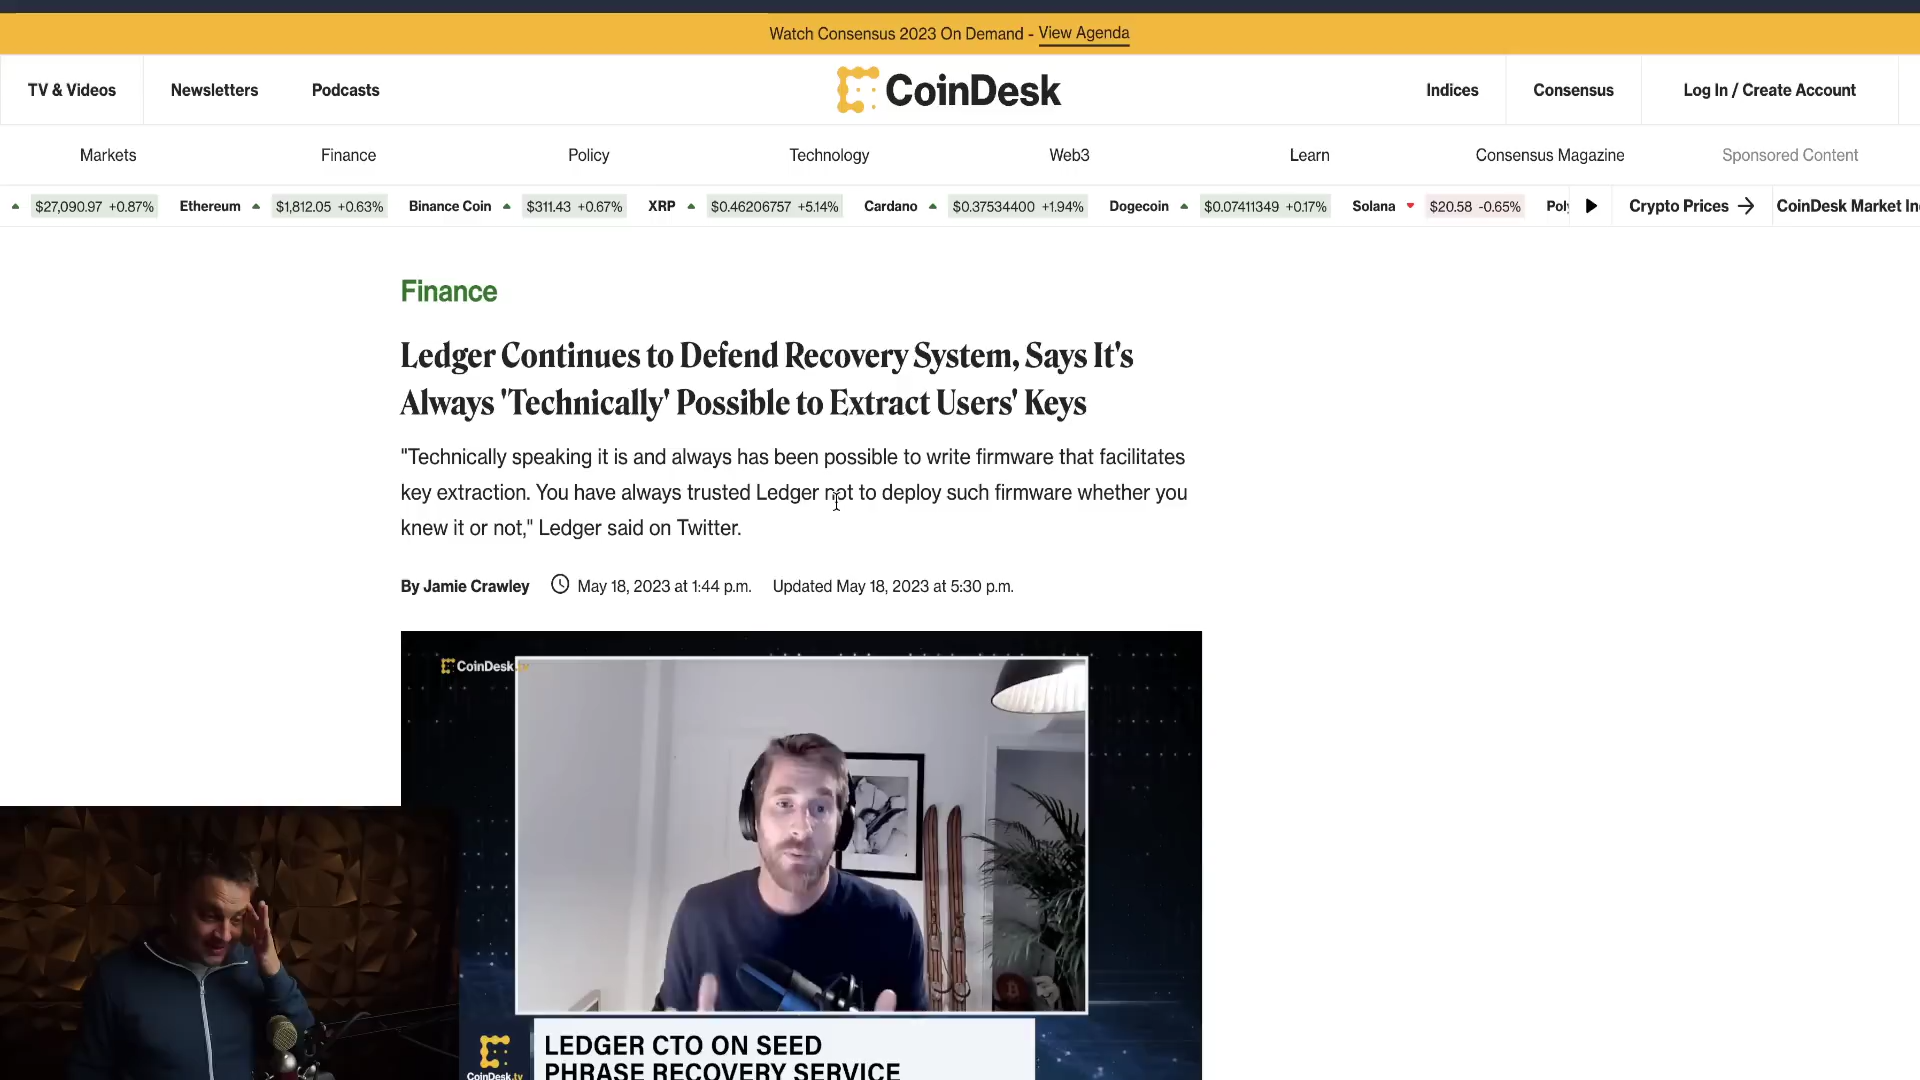 Watch Consensus 2023 On Demand - View Agenda
TV & Videos
Newsletters
Podcasts
CoinDesk
Indices
Consensus
Log In / Create Account
Markets
Finance
Policy
Technology
Web3
Learn
Consensus Magazine
Sponsored Content
$27,090.97 +0.87%
Ethereum $1,812.05 +0.63%
Binance Coin $311.43 +0.67%
XRP $0.46206757 +5.14%
Cardano $0.37534400 +1.94%
Dogecoin $0.07411349 +0.17%
Solana $20.58 -0.65%
Crypto Prices
CoinDesk Market
Finance
Ledger Continues to Defend Recovery System, Says It's
Always 'Technically' Possible to Extract Users' Keys
"Technically speaking it is and always has been possible to write firmware that facilitates
key extraction. You have always trusted Ledger not to deploy such firmware whether you
knew it or not," Ledger said on Twitter.
By Jamie Crawley
May 18, 2023 at 1:44 p.m.
Updated May 18, 2023 at 5:30 p.m.
CoinDesk.tv
LEDGER CTO ON SEED
PHRASE RECOVERY SERVICE
CoinDesk.tv